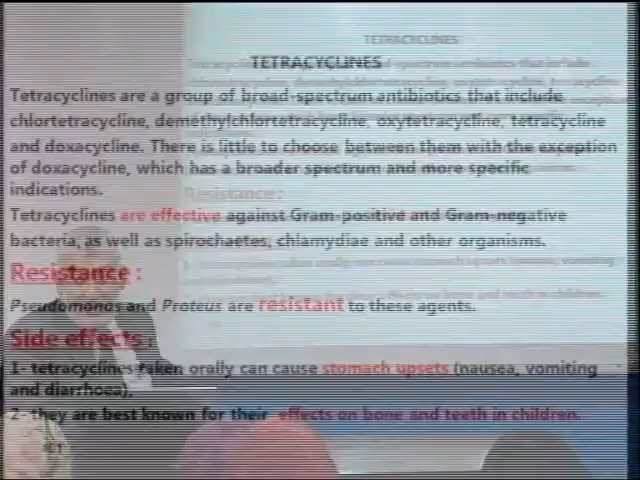 TETRACYCLINES
TETRACYCLINES
Tetracyclines are a group of broad-spectrum antibiotics that include
chlortetracycline, demethylchlortetracycline, oxytetracycline, tetracycline
and doxacycline. There is little to choose between them with the exception
of doxacycline, which has a broader spectrum and more specific
indications.
Resistance :
Tetracyclines are effective against Gram-positive and Gram-negative
bacteria, as well as spirochaetes, chlamydiae and other organisms.
Resistance :
Pseudomonos and Proteus are resistant to these agents.
Side effects :
1- tetracyclines taken orally can cause stomach upsets (nausea, vomiting
and diarrhoea).
2- they are best known for their effects on bone and teeth in children.